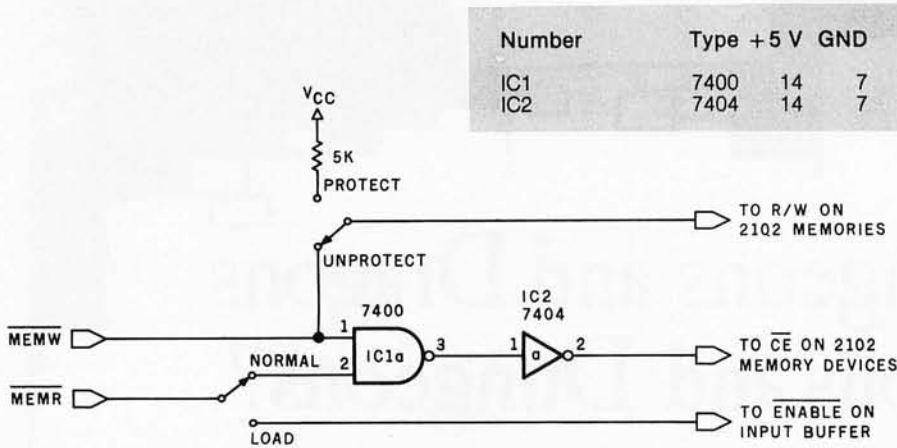 Number Type +5 V GND
IC1 7400 14 7
IC2 7404 14 7
VCC
5K
PROTECT
TO R/W ON
2102 MEMORIES
UNPROTECT
7400
IC2
7404
MEMW
1
IC1a
3
1
a
2
TO CE ON 2102
MEMORY DEVICES
NORMAL
2
MEMR
LOAD
TO ENABLE ON
INPUT BUFFER